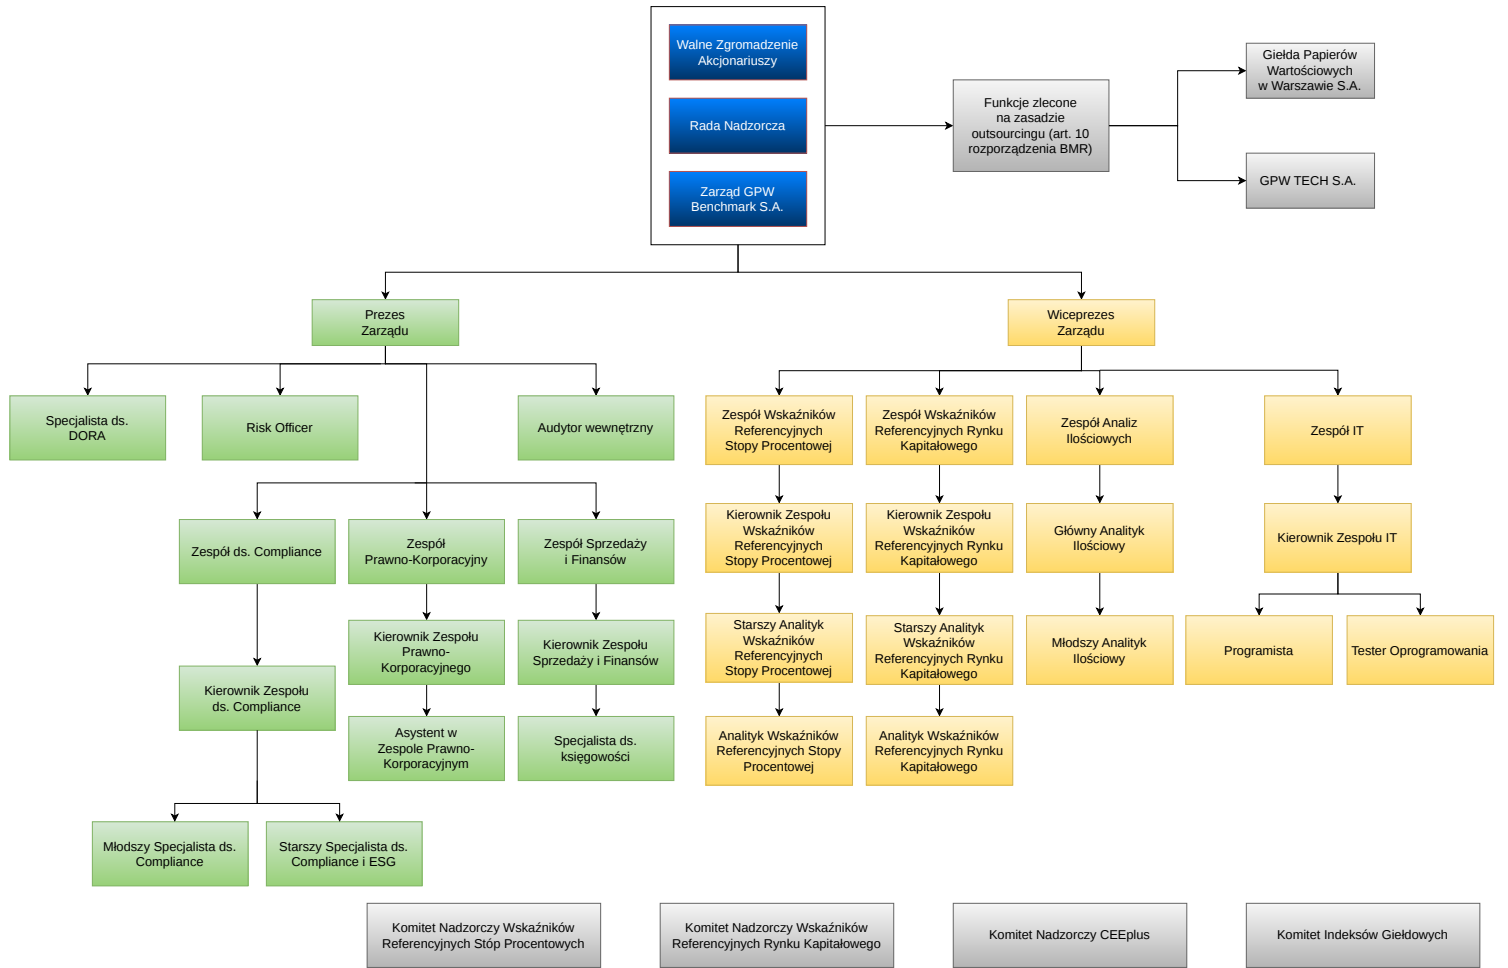 Walne Zgromadzenie
Akcjonariuszy
Rada Nadzorcza
Zarząd GPW
Benchmark S.A.
Funkcje zlecone
na zasadzie
outsourcingu (art. 10
rozporządzenia BMR)
Giełda Papierów
Wartościowych
w Warszawie S.A.
GPW TECH S.A.
Prezes
Zarządu
Wiceprezes
Zarządu
Specjalista ds.
DORA
Risk Officer
Audytor wewnętrzny
Zespół ds. Compliance
Zespół
Prawno-Korporacyjny
Zespół Sprzedaży
i Finansów
Kierownik Zespołu
ds. Compliance
Kierownik Zespołu
Prawno-
Korporacyjnego
Kierownik Zespołu
Sprzedaży i Finansów
Asystent w
Zespole Prawno-
Korporacyjnym
Specjalista ds.
księgowości
Młodszy Specjalista ds.
Compliance
Starszy Specjalista ds.
Compliance i ESG
Zespół Wskaźników
Referencyjnych
Stopy Procentowej
Zespół Wskaźników
Referencyjnych Rynku
Kapitałowego
Zespół Analiz
Ilościowych
Zespół IT
Kierownik Zespołu
Wskaźników
Referencyjnych
Stopy Procentowej
Kierownik Zespołu
Wskaźników
Referencyjnych Rynku
Kapitałowego
Główny Analityk
Ilościowy
Kierownik Zespołu IT
Starszy Analityk
Wskaźników
Referencyjnych
Stopy Procentowej
Starszy Analityk
Wskaźników
Referencyjnych Rynku
Kapitałowego
Młodszy Analityk
Ilościowy
Programista
Tester Oprogramowania
Analityk Wskaźników
Referencyjnych Stopy
Procentowej
Analityk Wskaźników
Referencyjnych Rynku
Kapitałowego
Komitet Nadzorczy Wskaźników
Referencyjnych Stóp Procentowych
Komitet Nadzorczy Wskaźników
Referencyjnych Rynku Kapitałowego
Komitet Nadzorczy CEEplus
Komitet Indeksów Giełdowych